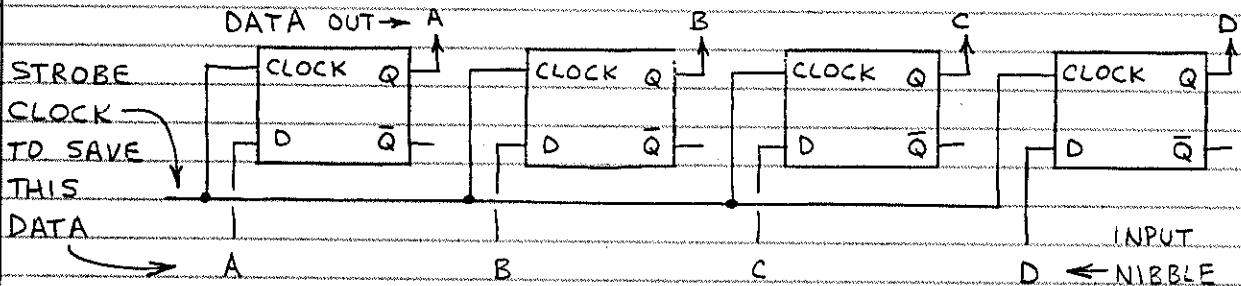 DATA OUT → A B C D
STROBE CLOCK Q CLOCK Q CLOCK Q CLOCK Q
CLOCK
TO SAVE D Q̅ D Q̅ D Q̅ D Q̅
THIS
DATA
INPUT
A B C D ← NIBBLE